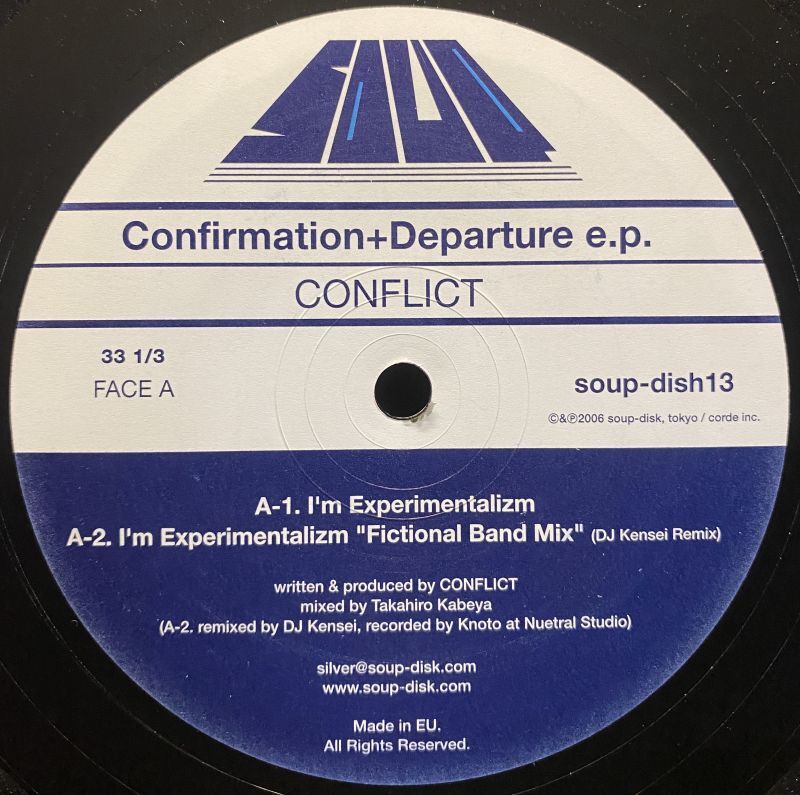 SOUP
Confirmation+Departure e.p.
CONFLICT
33 1/3
FACE A
soup-dish13
©&℗2006 soup-disk, tokyo / corde inc.
A-1. I'm Experimentalizm
A-2. I'm Experimentalizm "Fictional Band Mix" (DJ Kensei Remix)
written & produced by CONFLICT
mixed by Takahiro Kabeya
(A-2. remixed by DJ Kensei, recorded by Knoto at Nuetral Studio)
silver@soup-disk.com
www.soup-disk.com
Made in EU.
All Rights Reserved.